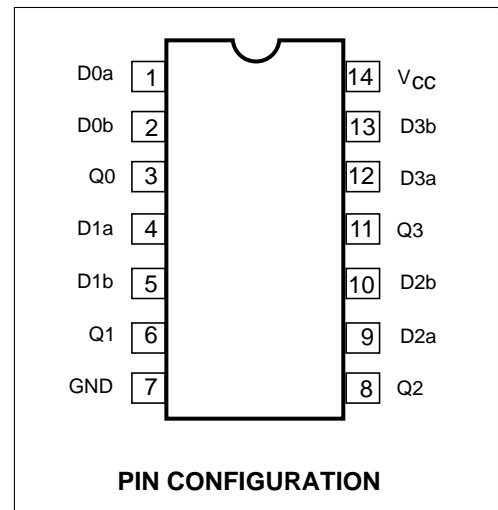 D0a 1 14 VCC
D0b 2 13 D3b
Q0 3 12 D3a
D1a 4 11 Q3
D1b 5 10 D2b
Q1 6 9 D2a
GND 7 8 Q2
PIN CONFIGURATION